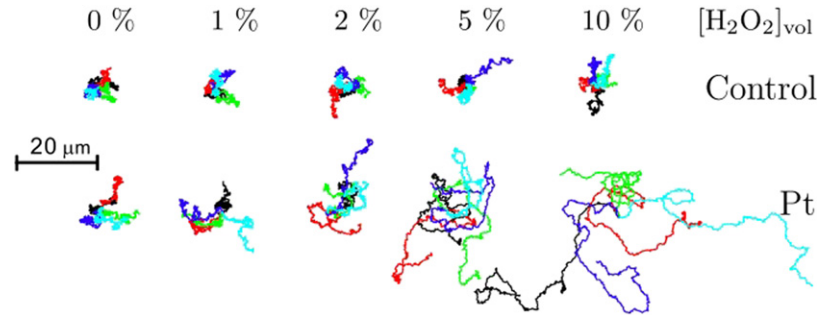 0 % 1 % 2 % 5 % 10 % [H₂O₂]vol
Control
20 μm
Pt